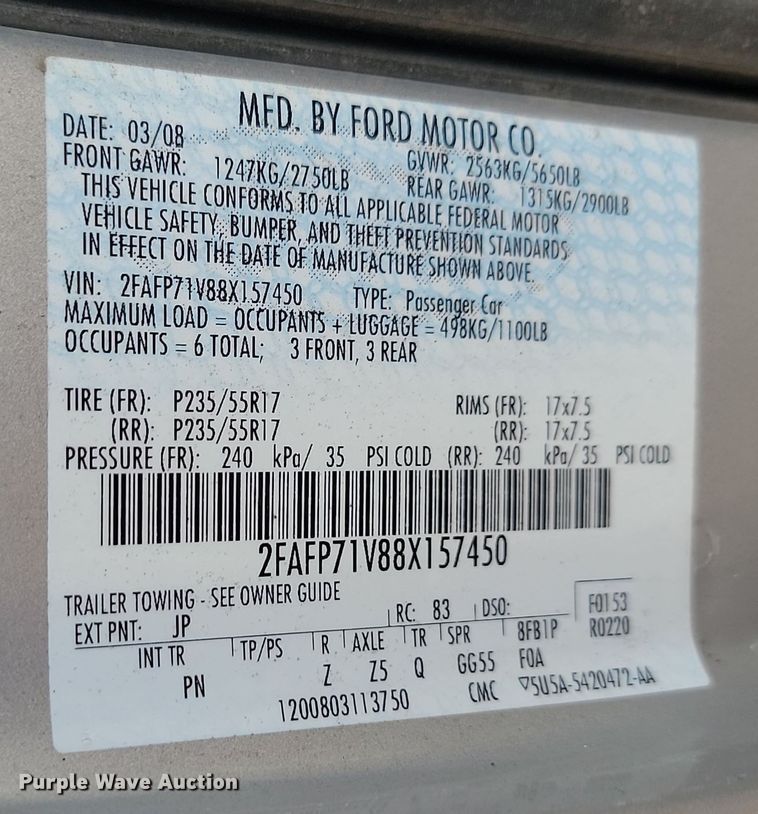 MFD. BY FORD MOTOR CO.
DATE: 03/08
GVWR: 2563KG/5650LB
FRONT GAWR: 1247KG/2750LB
REAR GAWR: 1315KG/2900LB
THIS VEHICLE CONFORMS TO ALL APPLICABLE FEDERAL MOTOR
VEHICLE SAFETY, BUMPER, AND THEFT PREVENTION STANDARDS
IN EFFECT ON THE DATE OF MANUFACTURE SHOWN ABOVE.
VIN: 2FAFP71V88X157450 TYPE: Passenger Car
MAXIMUM LOAD = OCCUPANTS + LUGGAGE = 498KG/1100LB
OCCUPANTS = 6 TOTAL; 3 FRONT, 3 REAR
TIRE (FR): P235/55R17 RIMS (FR): 17x7.5
(RR): P235/55R17 (RR): 17x7.5
PRESSURE (FR): 240 kPa/ 35 PSI COLD (RR): 240 kPa/ 35 PSI COLD
2FAFP71V88X157450
TRAILER TOWING - SEE OWNER GUIDE
EXT PNT: JP RC: 83 DSO: F0153
INT TR TP/PS R AXLE TR SPR 8FB1P R0220
PN Z Z5 Q GG55 F0A
1200803113750 CMC ▽5U5A-5420472-AA
Purple Wave Auction